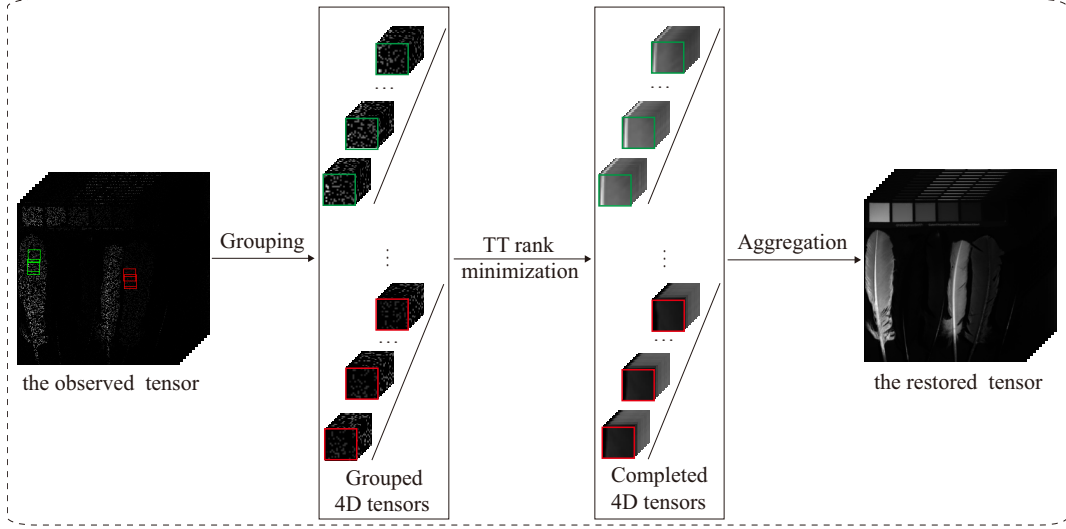 the observed tensor
Grouping
...
...
...
Grouped
4D tensors
TT rank
minimization
...
...
...
Completed
4D tensors
Aggregation
the restored tensor